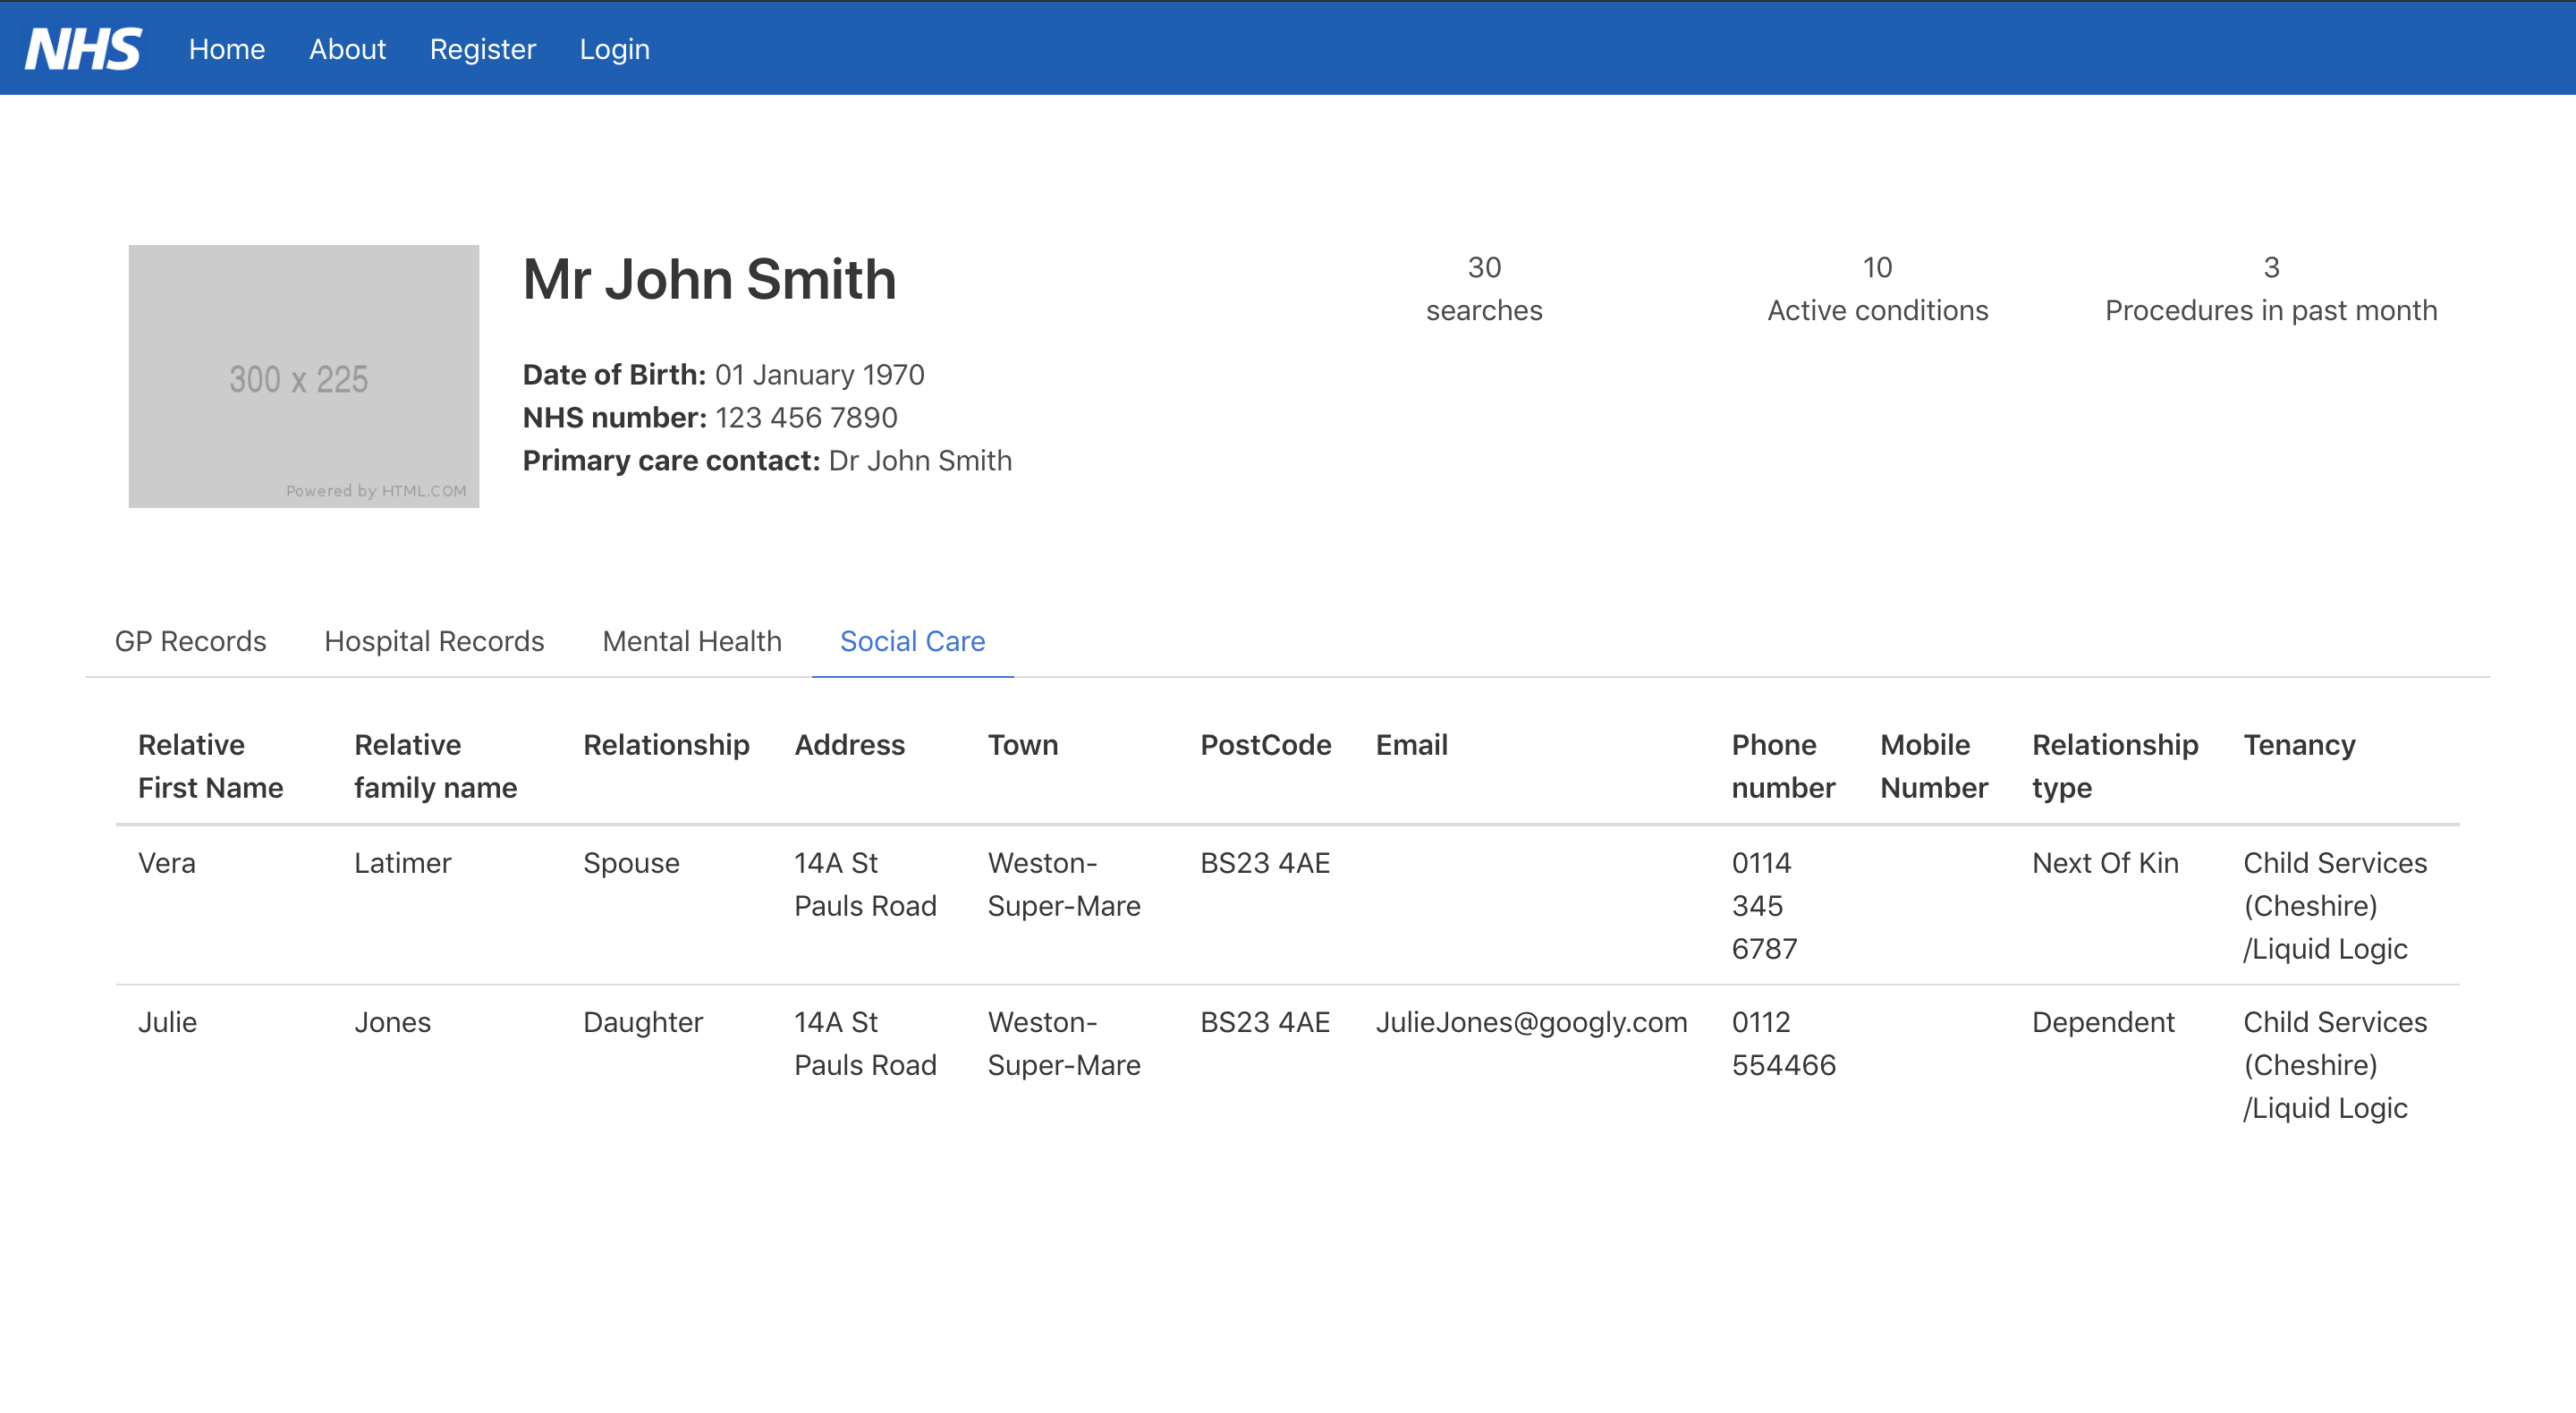 NHS Home About Register Login
300 x 225
Powered by HTML.COM
Mr John Smith
Date of Birth: 01 January 1970
NHS number: 123 456 7890
Primary care contact: Dr John Smith
30
searches
10
Active conditions
3
Procedures in past month
GP Records Hospital Records Mental Health Social Care
Relative First Name Relative family name Relationship Address Town PostCode Email Phone number Mobile Number Relationship type Tenancy
Vera Latimer Spouse 14A St Pauls Road Weston-Super-Mare BS23 4AE 0114 345 6787 Next Of Kin Child Services (Cheshire) /Liquid Logic
Julie Jones Daughter 14A St Pauls Road Weston-Super-Mare BS23 4AE JulieJones@googly.com 0112 554466 Dependent Child Services (Cheshire) /Liquid Logic